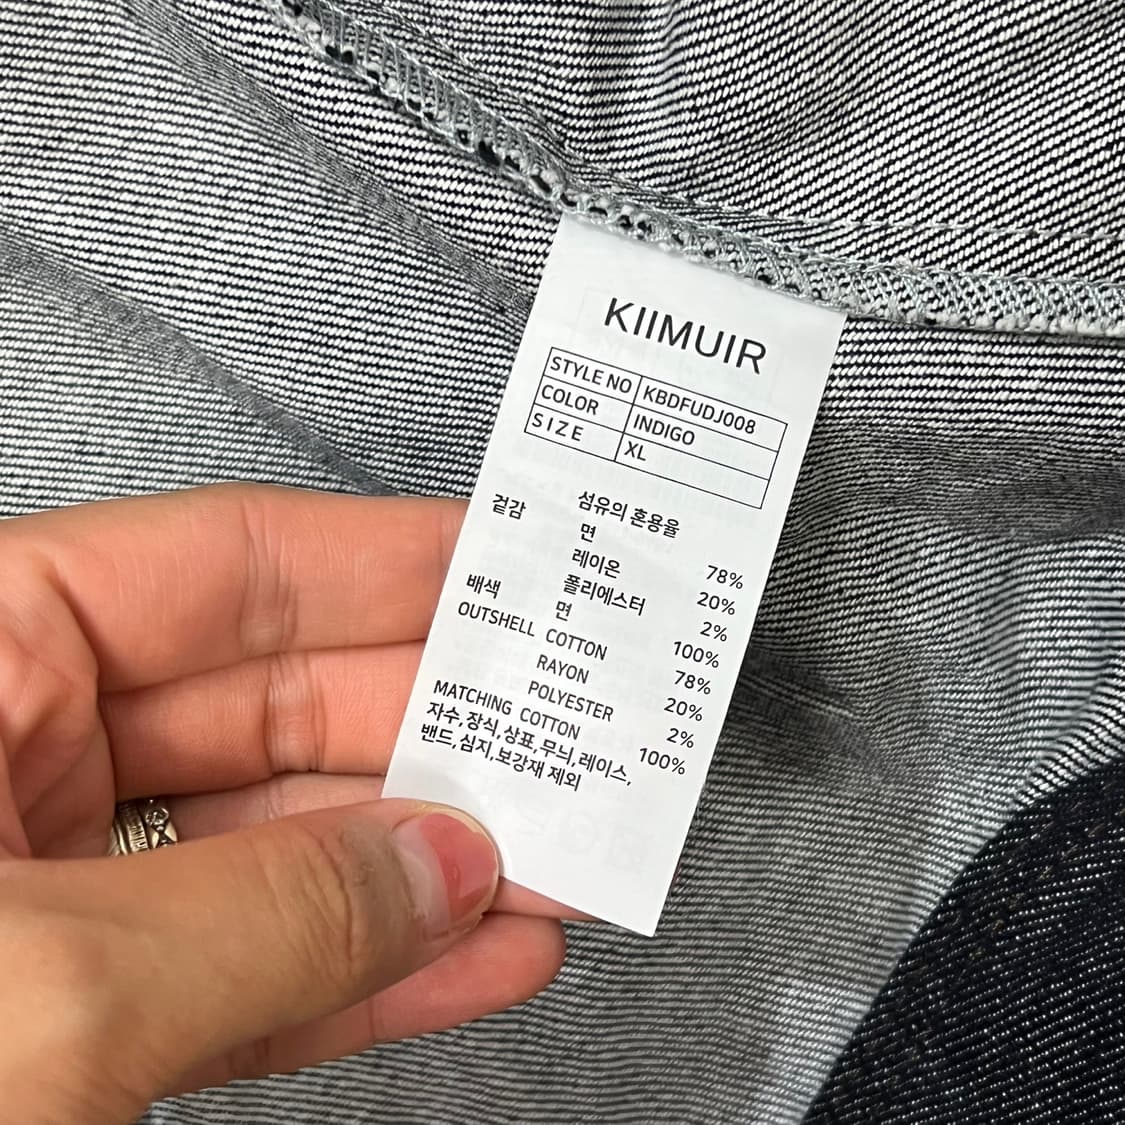 KIIMUIR
STYLE NO KBDFUDJ008
COLOR INDIGO
SIZE XL
섬유의 혼용율
겉감 면 78%
레이온 20%
폴리에스터 2%
배색 면 100%
OUTSHELL COTTON 78%
RAYON 20%
POLYESTER 2%
MATCHING COTTON 100%
자수,장식,상표,무늬,레이스,
밴드,심지,보강재 제외